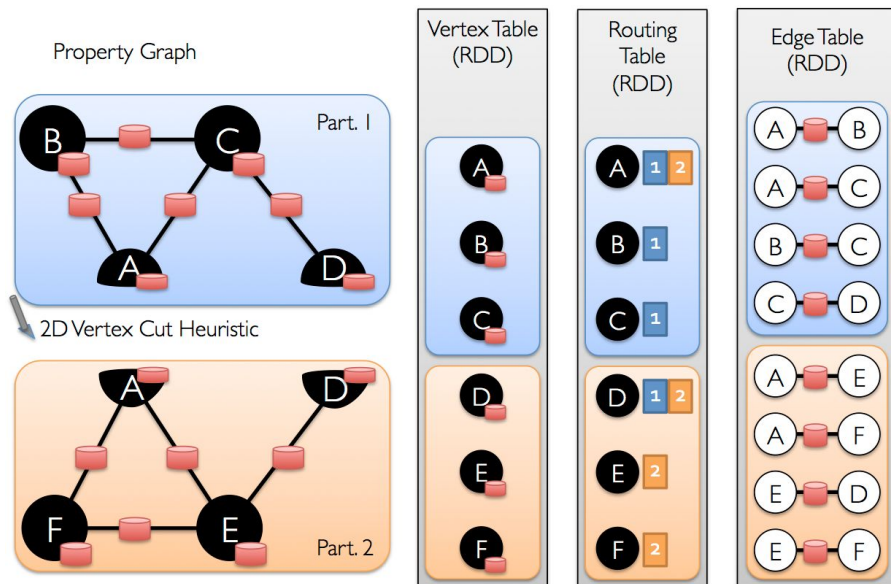 Property Graph
Part. 1
B
C
A
D
2D Vertex Cut Heuristic
A
D
F
E
Part. 2
Vertex Table
(RDD)
A
B
C
D
E
F
Routing
Table
(RDD)
A 1 2
B 1
C 1
D 1 2
E 2
F 2
Edge Table
(RDD)
A B
A C
B C
C D
A E
A F
E D
E F